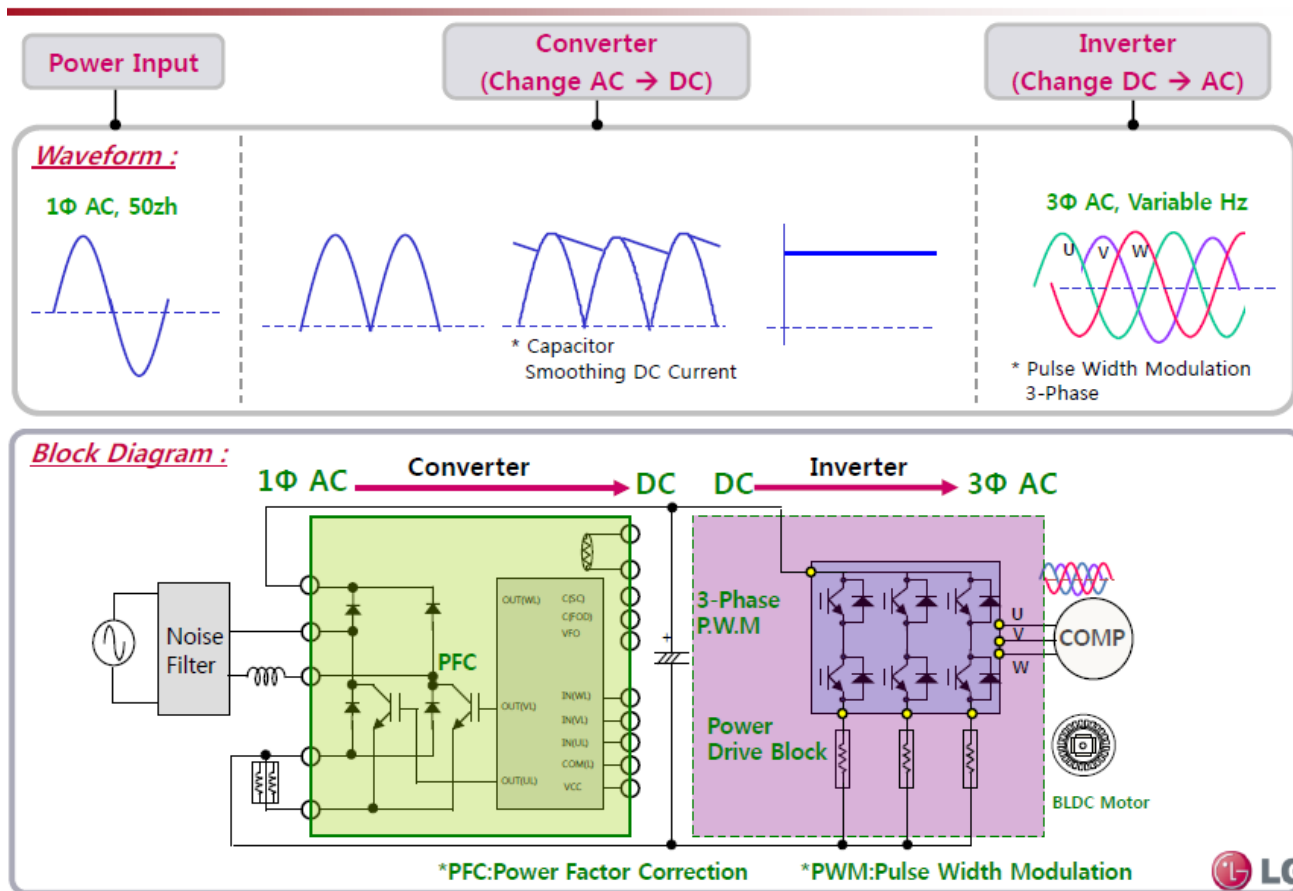 Power Input
Converter
(Change AC → DC)
Inverter
(Change DC → AC)
Waveform :
1Φ AC, 50zh
3Φ AC, Variable Hz
U
V
W
* Capacitor
Smoothing DC Current
* Pulse Width Modulation
3-Phase
Block Diagram :
1Φ AC
Converter
DC
DC
Inverter
3Φ AC
Noise
Filter
PFC
OUT(WL)
C(SC)
C(FOD)
VFO
IN(WL)
OUT(VL)
IN(VL)
IN(UL)
COM(L)
OUT(UL)
VCC
+
3-Phase
P.W.M
Power
Drive Block
U
V
W
COMP
BLDC Motor
*PFC:Power Factor Correction
*PWM:Pulse Width Modulation
LG